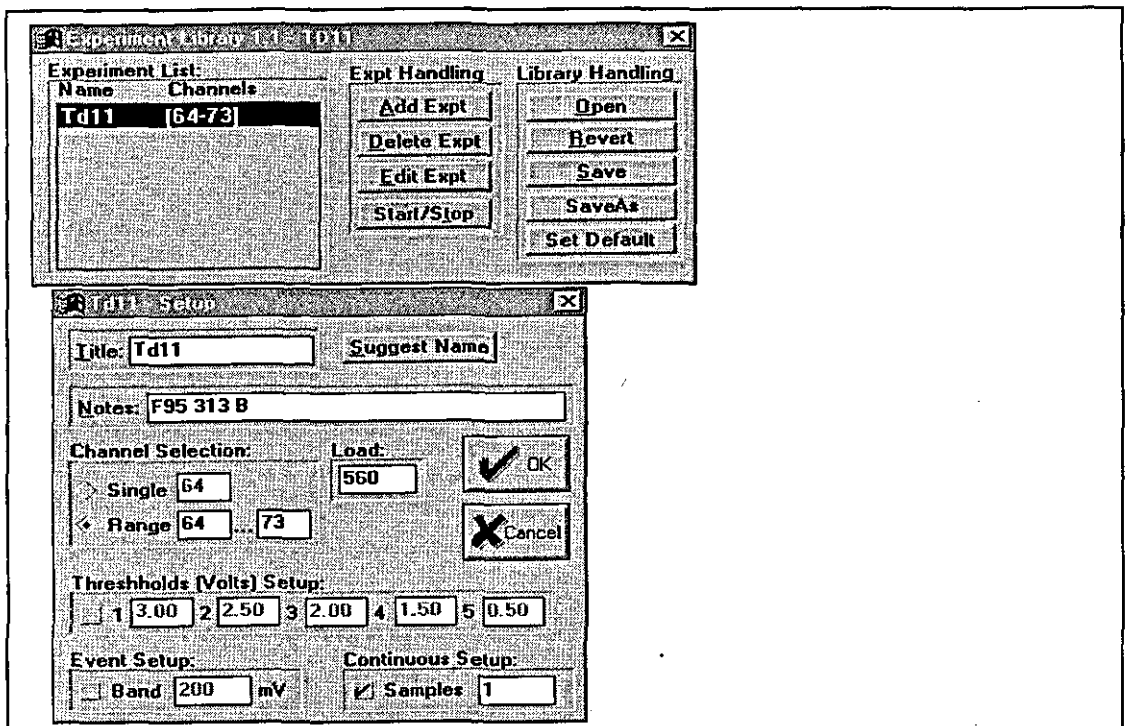 Experiment Library 1.1 - TD11
Experiment List:
Name Channels
Td11 [64-73]
Expt Handling
Add Expt
Delete Expt
Edit Expt
Start/Stop
Library Handling
Open
Revert
Save
SaveAs
Set Default
Td11 - Setup
Title: Td11 Suggest Name
Notes: F95 313 B
Channel Selection:
Single 64
Range 64 ... 73
Load:
560
OK
Cancel
Threshholds (Volts) Setup:
1 3.00 2 2.50 3 2.00 4 1.50 5 0.50
Event Setup:
Band 200 mV
Continuous Setup:
Samples 1